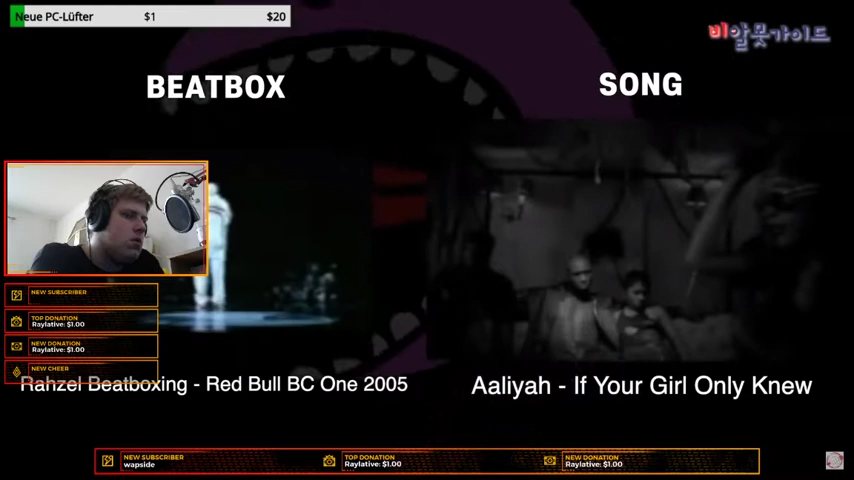 Neue PC-Lüfter $1 $20
비알못가이드
BEATBOX
SONG
NEW SUBSCRIBER
TOP DONATION
Raylative: $1.00
NEW DONATION
Raylative: $1.00
NEW CHEER
Rahzel Beatboxing - Red Bull BC One 2005
Aaliyah - If Your Girl Only Knew
NEW SUBSCRIBER
wapside
TOP DONATION
Raylative: $1.00
NEW DONATION
Raylative: $1.00